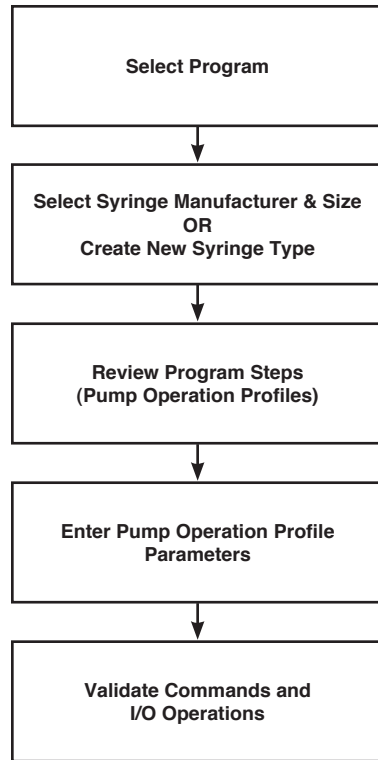 Select Program
Select Syringe Manufacturer & Size
OR
Create New Syringe Type
Review Program Steps
(Pump Operation Profiles)
Enter Pump Operation Profile
Parameters
Validate Commands and
I/O Operations